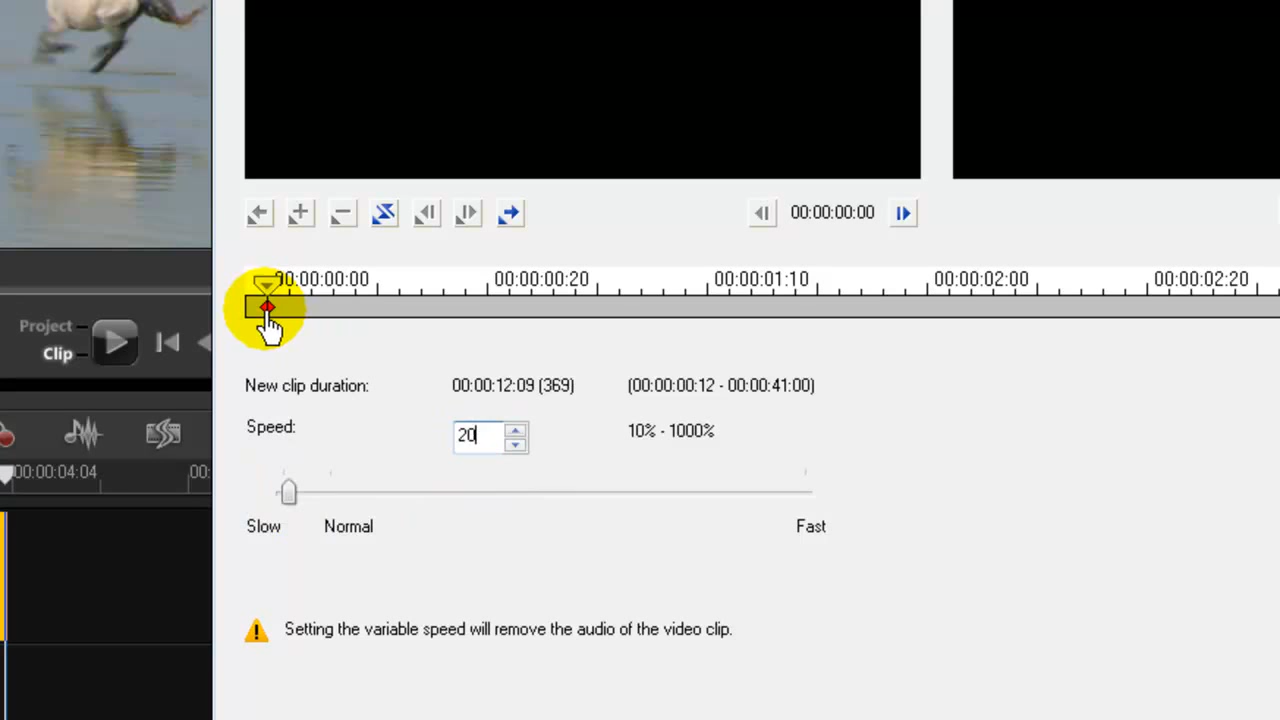 00:00:00:00
00:00:00:00 00:00:00:20 00:00:01:10 00:00:02:00 00:00:02:20
Project
Clip
New clip duration: 00:00:12:09 (369) (00:00:00:12 - 00:00:41:00)
Speed: 20 10% - 1000%
00:00:04:04 00:
Slow Normal Fast
Setting the variable speed will remove the audio of the video clip.